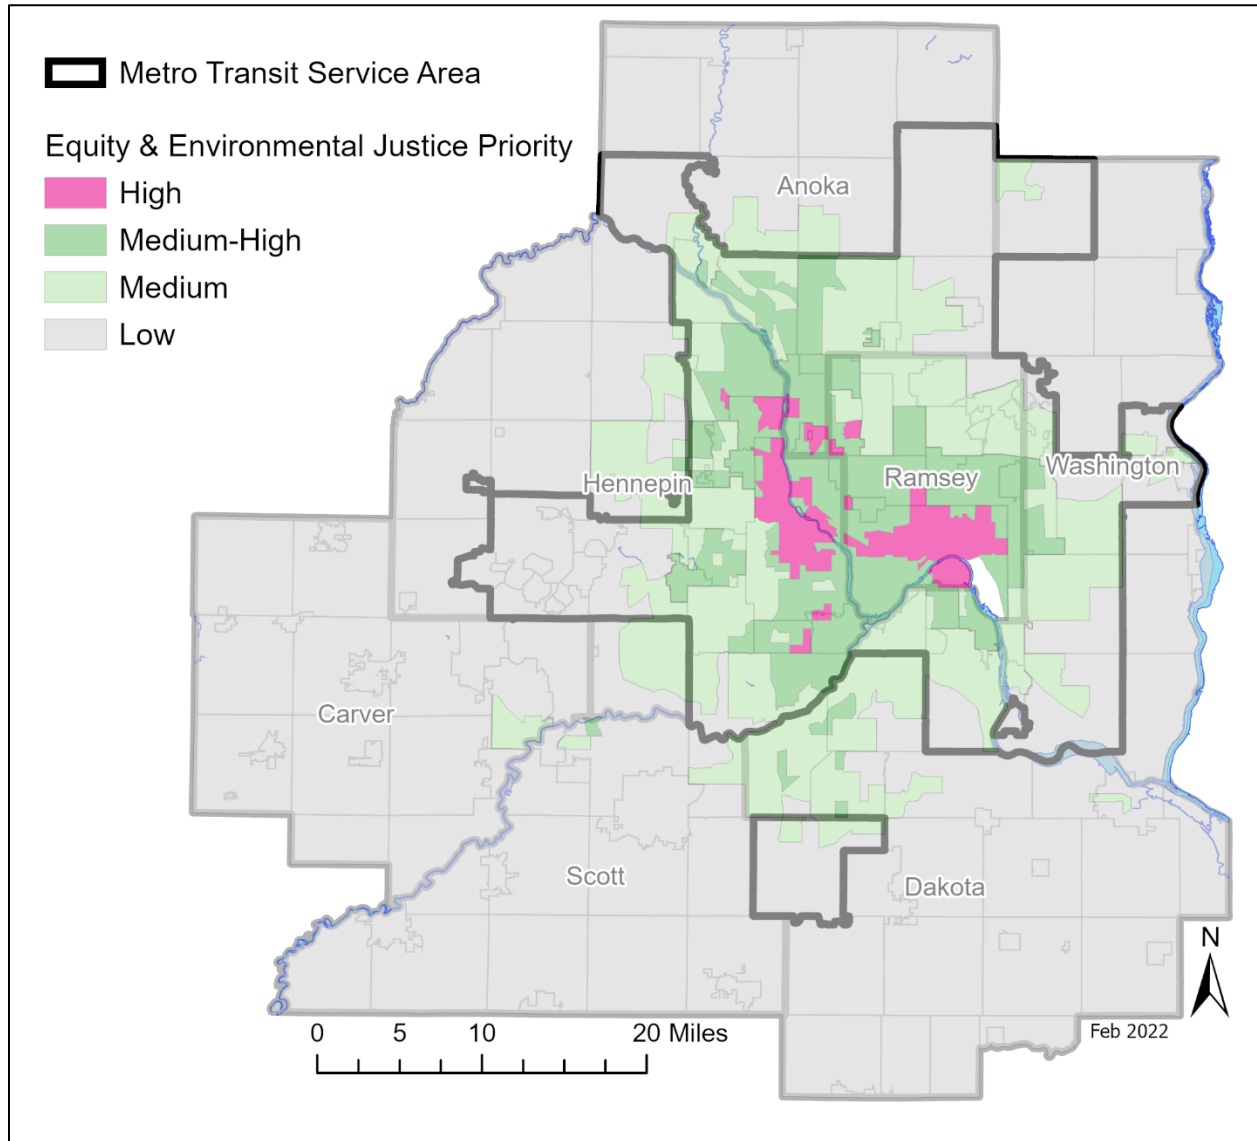 Metro Transit Service Area
Equity & Environmental Justice Priority
High
Medium-High
Medium
Low
Anoka
Hennepin
Ramsey
Washington
Carver
Scott
Dakota
N
0 5 10 20 Miles
Feb 2022